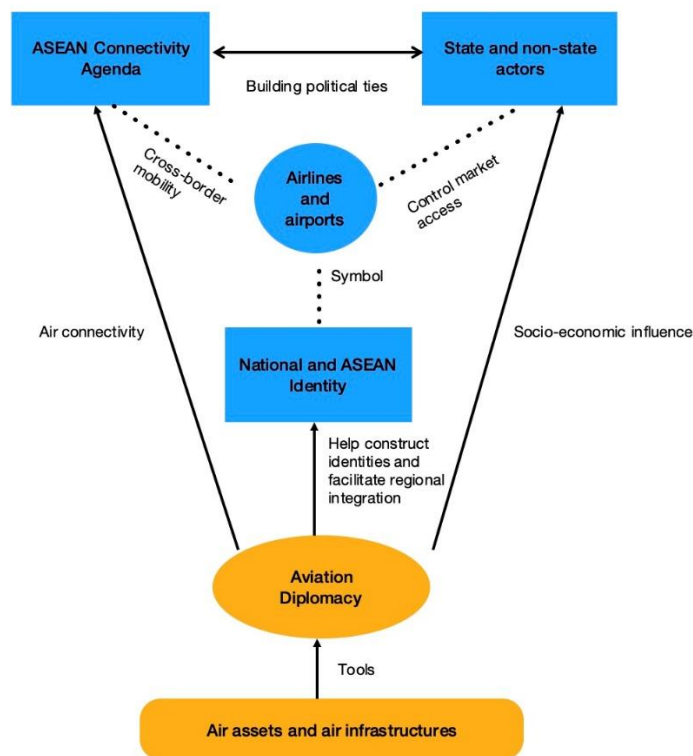 ASEAN Connectivity
Agenda
State and non-state
actors
Building political ties
Cross-border
mobility
Airlines
and
airports
Control market
access
Symbol
Air connectivity
Socio-economic influence
National and ASEAN
Identity
Help construct
identities and
facilitate regional
integration
Aviation
Diplomacy
Tools
Air assets and air infrastructures